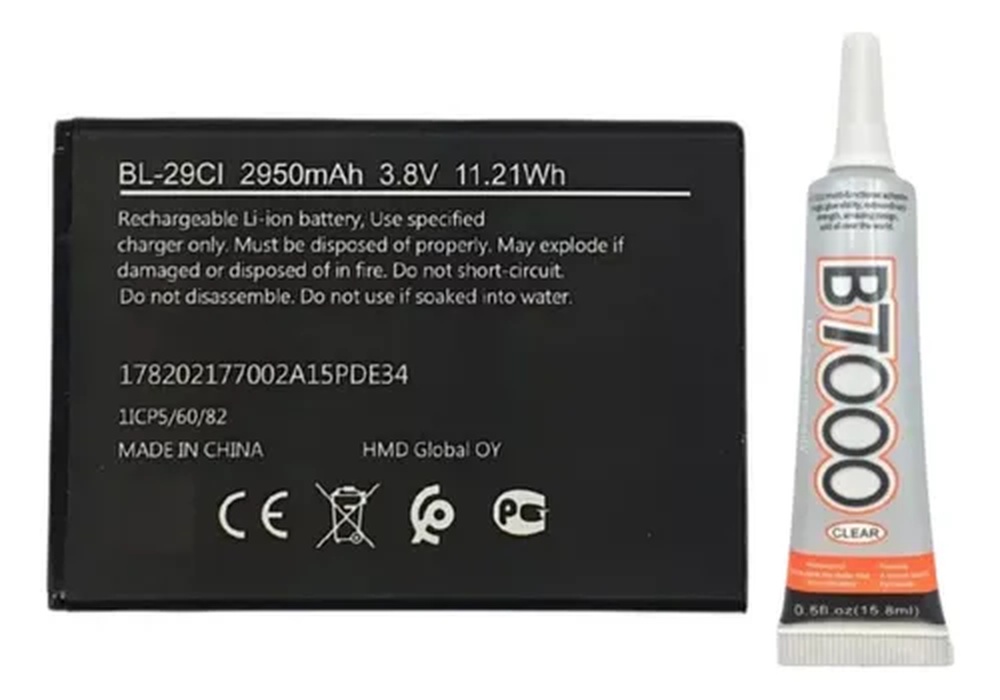 BL-29CI 2950mAh 3.8V 11.21Wh
Rechargeable Li-ion battery, Use specified
charger only. Must be disposed of properly. May explode if
damaged or disposed of in fire. Do not short-circuit.
Do not disassemble. Do not use if soaked into water.
178202177002A15PDE34
1ICP5/60/82
MADE IN CHINA HMD Global OY
CE
PC
B7000
CLEAR
0.5fl.oz(15.8ml)